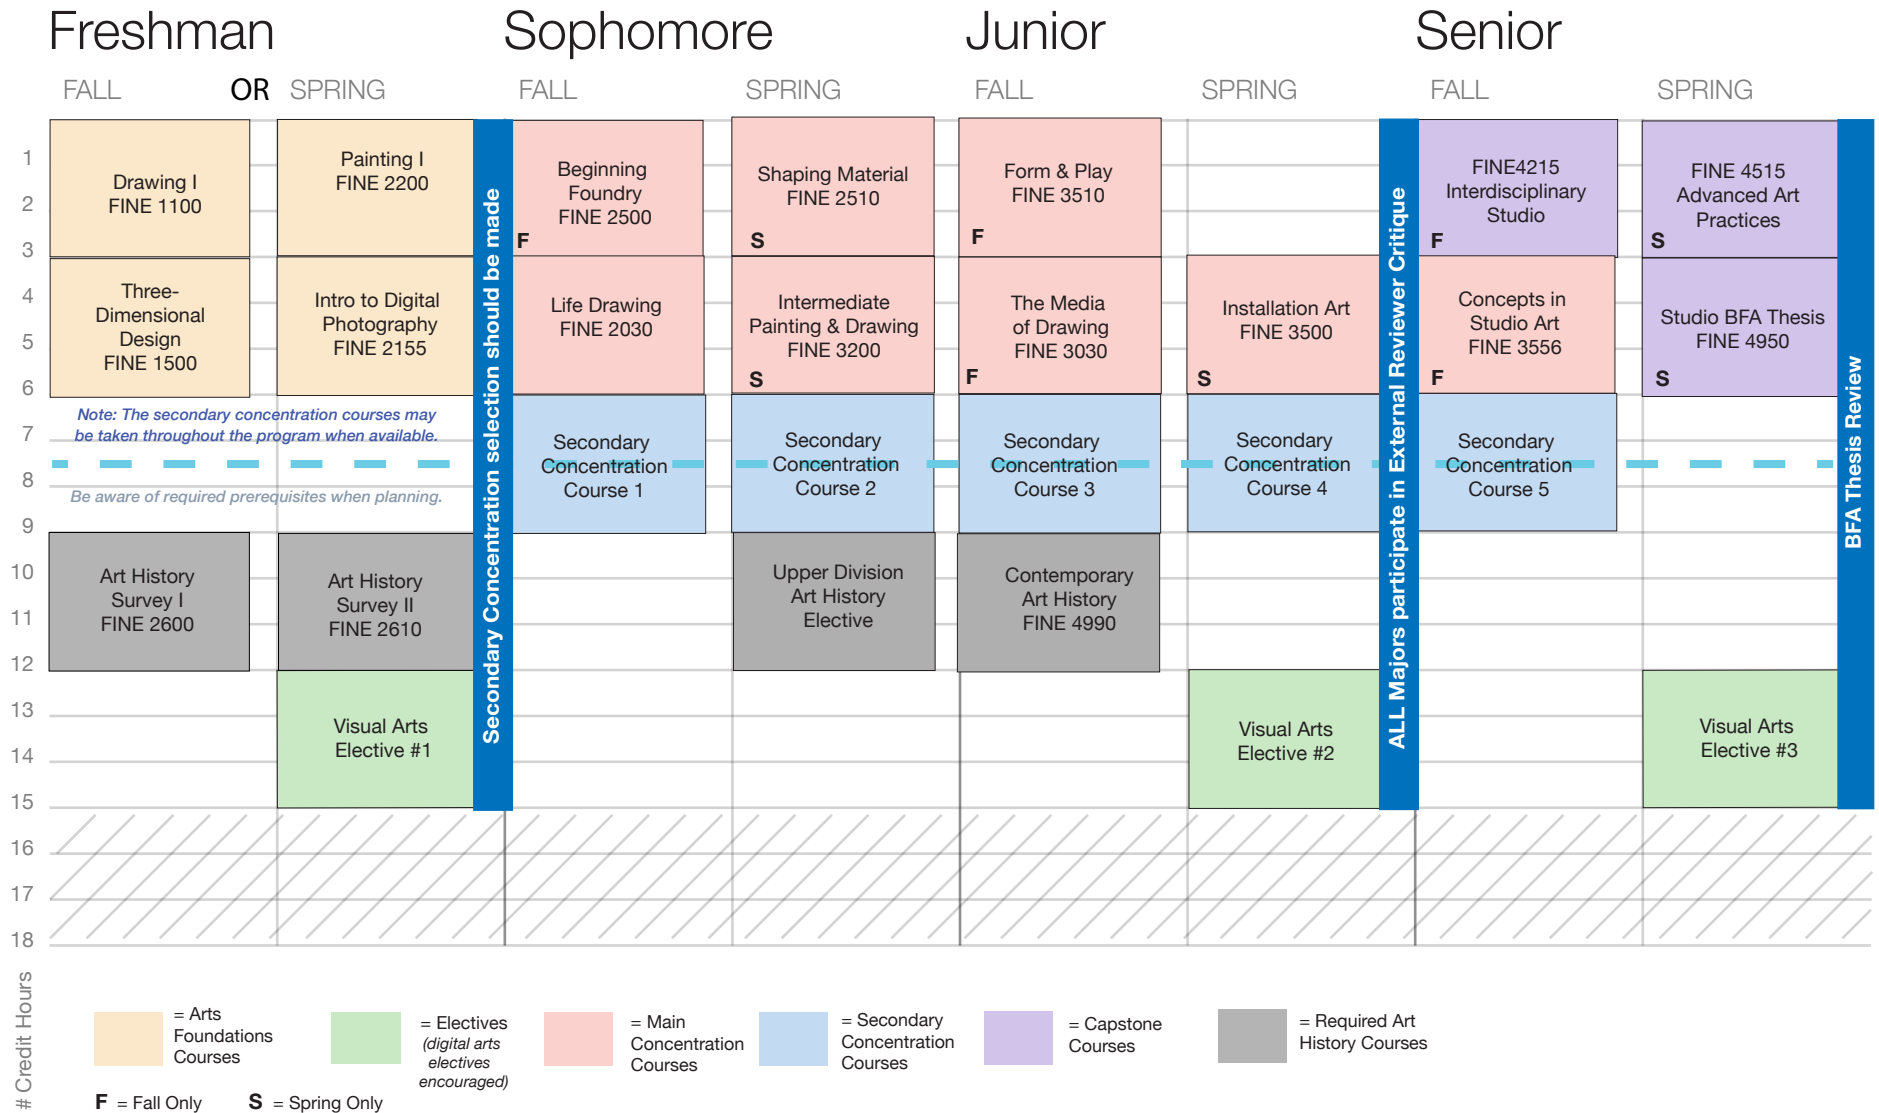 Freshman
Sophomore
Junior
Senior
FALL
OR
SPRING
FALL
SPRING
FALL
SPRING
FALL
SPRING
1
2
3
4
5
6
7
8
9
10
11
12
13
14
15
16
17
18
# Credit Hours
Drawing I
FINE 1100
Three-
Dimensional
Design
FINE 1500
Painting I
FINE 2200
Intro to Digital
Photography
FINE 2155
Note: The secondary concentration courses may
be taken throughout the program when available.
Be aware of required prerequisites when planning.
Art History
Survey I
FINE 2600
Art History
Survey II
FINE 2610
Visual Arts
Elective #1
Secondary Concentration selection should be made
Beginning
Foundry
FINE 2500
F
Life Drawing
FINE 2030
Secondary
Concentration
Course 1
Shaping Material
FINE 2510
S
Intermediate
Painting & Drawing
FINE 3200
S
Secondary
Concentration
Course 2
Upper Division
Art History
Elective
Form & Play
FINE 3510
F
The Media
of Drawing
FINE 3030
F
Secondary
Concentration
Course 3
Contemporary
Art History
FINE 4990
Installation Art
FINE 3500
S
Secondary
Concentration
Course 4
Visual Arts
Elective #2
ALL Majors participate in External Reviewer Critique
FINE4215
Interdisciplinary
Studio
F
Concepts in
Studio Art
FINE 3556
F
Secondary
Concentration
Course 5
FINE 4515
Advanced Art
Practices
S
Studio BFA Thesis
FINE 4950
S
Visual Arts
Elective #3
BFA Thesis Review
= Arts
Foundations
Courses
= Electives
(digital arts
electives
encouraged)
= Main
Concentration
Courses
= Secondary
Concentration
Courses
= Capstone
Courses
= Required Art
History Courses
F = Fall Only
S = Spring Only